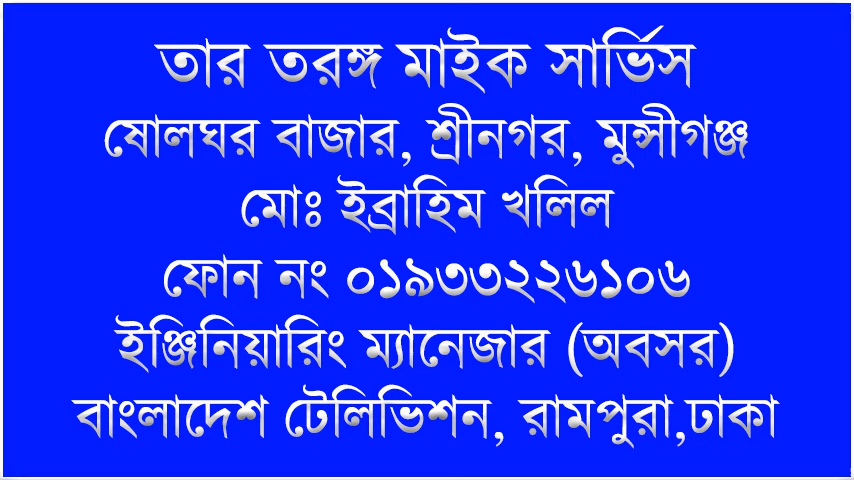 তার তরঙ্গ মাইক সার্ভিস
ষোলঘর বাজার, শ্রীনগর, মুন্সীগঞ্জ
মোঃ ইব্রাহিম খলিল
ফোন নং ০১৯৩৩২২৬১০৬
ইঞ্জিনিয়ারিং ম্যানেজার (অবসর)
বাংলাদেশ টেলিভিশন, রামপুরা,ঢাকা